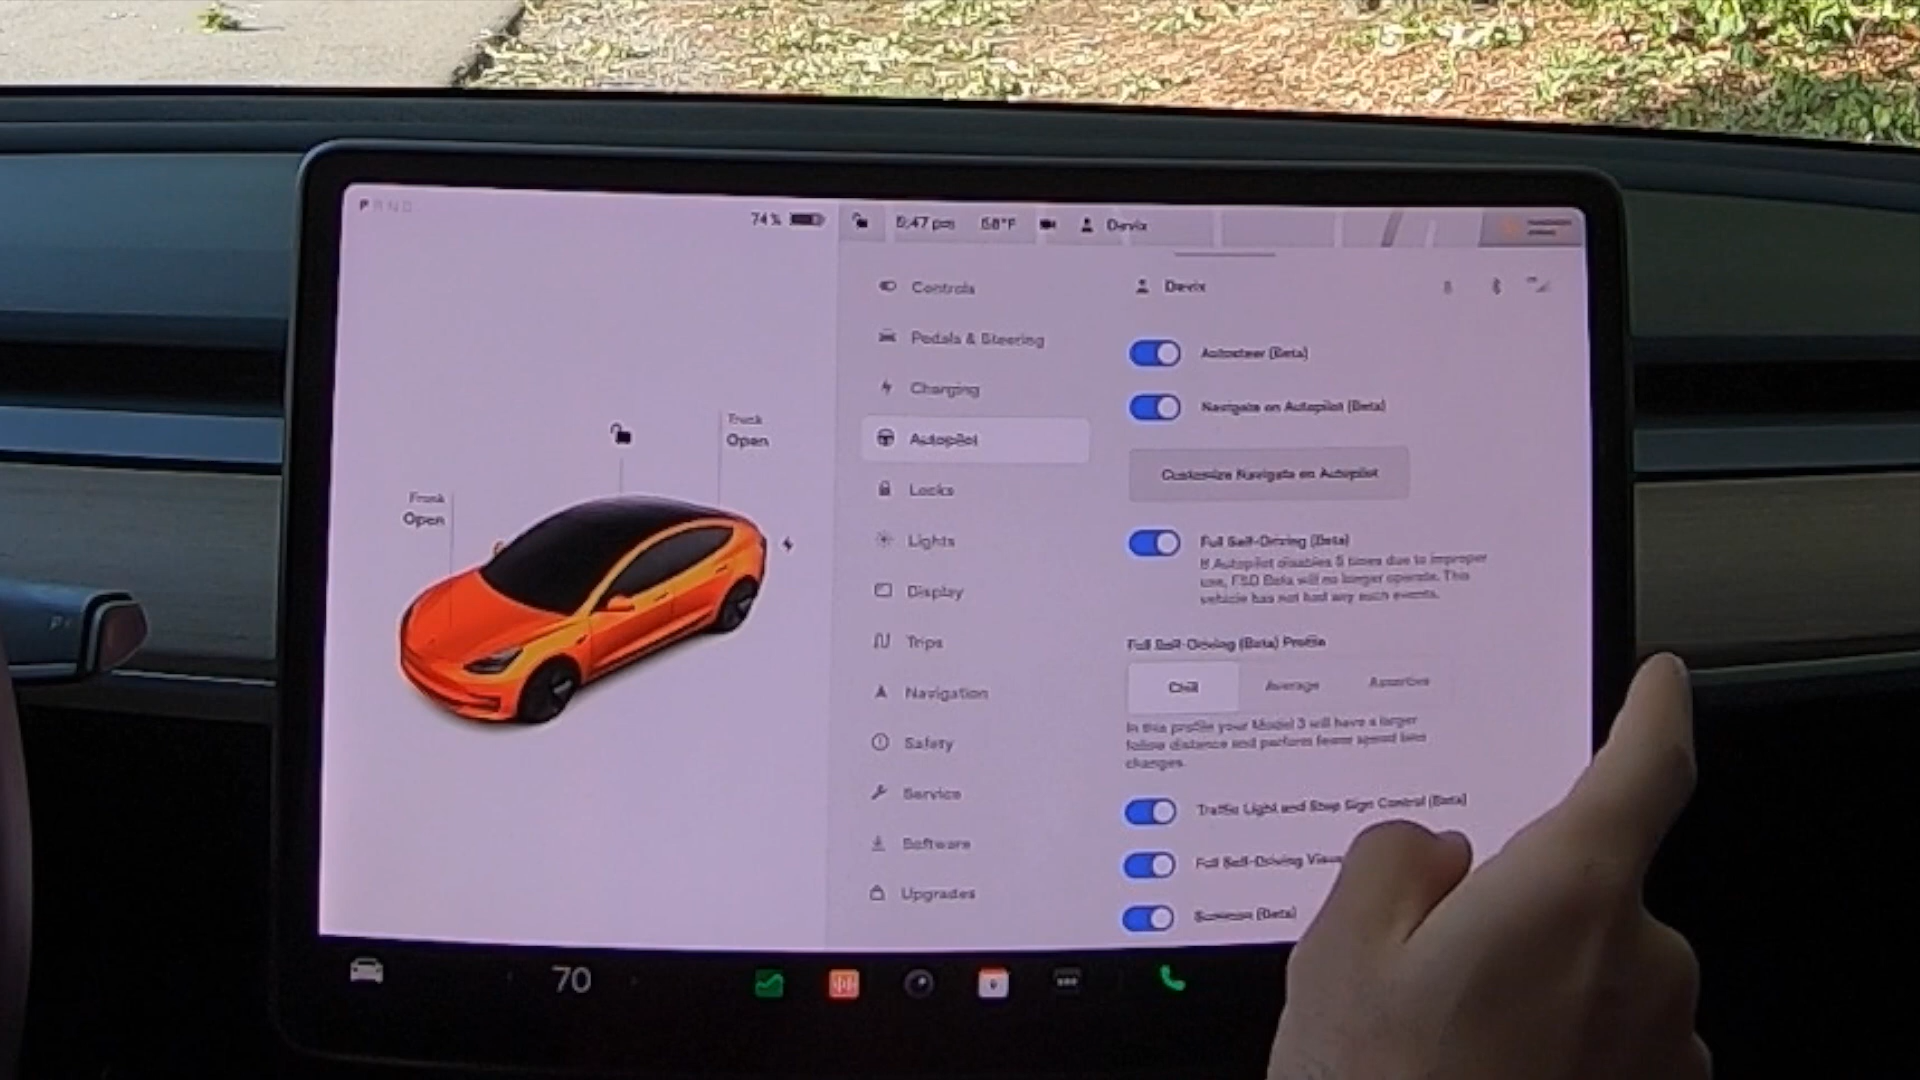 P R N D
74 %
5:47 pm
68°F
Devix
Controls
Pedals & Steering
Charging
Autopilot
Locks
Lights
Display
Trips
Navigation
Safety
Service
Software
Upgrades
Devix
Autosteer (Beta)
Navigate on Autopilot (Beta)
Customize Navigate on Autopilot
Full Self-Driving (Beta)
If Autopilot disables 5 times due to improper
use, FSD Beta will no longer operate. This
vehicle has not had any such events.
Full Self-Driving (Beta) Profile
Chill
Average
Assertive
In this profile your Model 3 will have a larger
follow distance and perform fewer speed lane
changes.
Traffic Light and Stop Sign Control (Beta)
Full Self-Driving Visua
Summon (Beta)
Frunk
Open
Trunk
Open
70
P